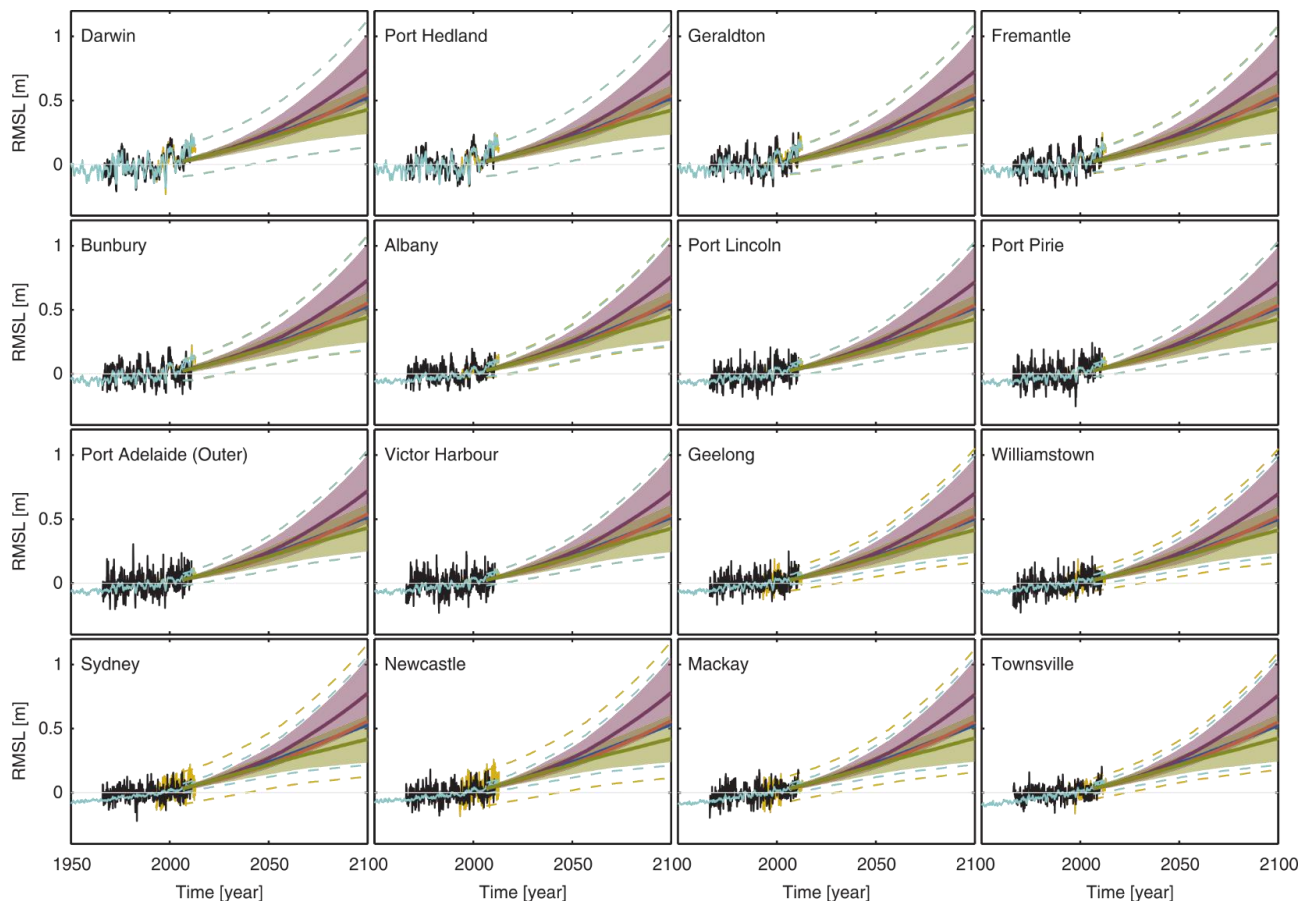 Darwin
Port Hedland
Geraldton
Fremantle
1
0.5
0
RMSL [m]
Bunbury
Albany
Port Lincoln
Port Pirie
1
0.5
0
RMSL [m]
Port Adelaide (Outer)
Victor Harbour
Geelong
Williamstown
1
0.5
0
RMSL [m]
Sydney
Newcastle
Mackay
Townsville
1
0.5
0
RMSL [m]
1950 2000 2050 2100 2000 2050 2100 2000 2050 2100 2000 2050 2100
Time [year] Time [year] Time [year] Time [year]